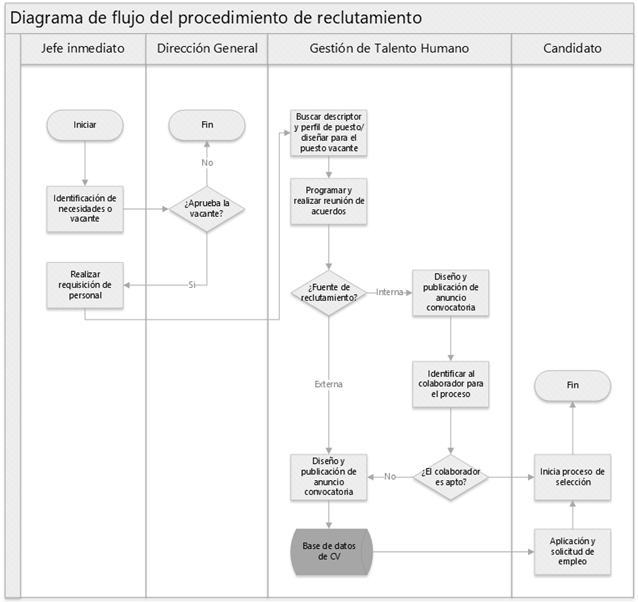 Diagrama de flujo del procedimiento de reclutamiento
Jefe inmediato
Dirección General
Gestión de Talento Humano
Candidato
Iniciar
Fin
Buscar descriptor
y perfil de puesto/
diseñar para el
puesto vacante
No
Identificación de
necesidades o
vacante
¿Aprueba la
vacante?
Programar y
realizar reunión de
acuerdos
Si
Realizar
requisición de
personal
¿Fuente de
reclutamiento?
Interna
Diseño y
publicación de
anuncio
convocatoria
Externa
Identificar al
colaborador para
el proceso
Fin
Diseño y
publicación de
anuncio
convocatoria
No
¿El colaborador
es apto?
Inicia proceso de
selección
Base de datos
de CV
Aplicación y
solicitud de
empleo